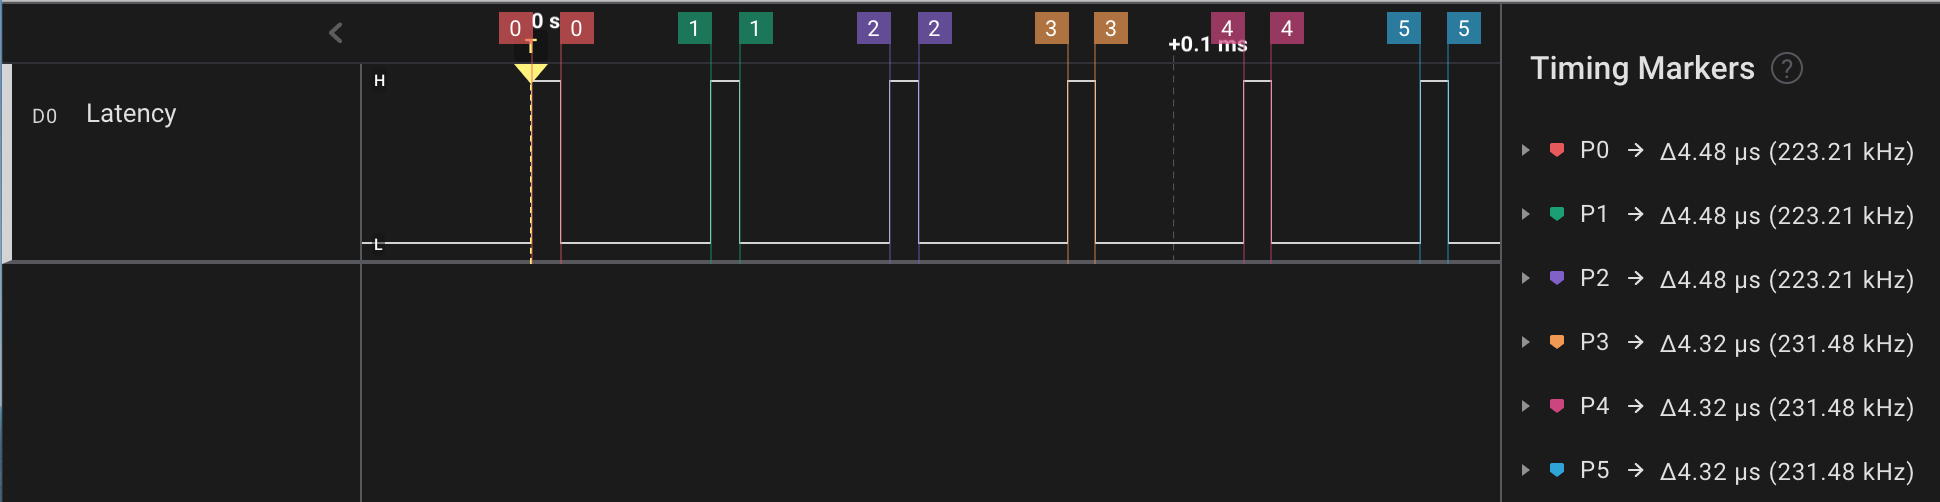 0 0 s 0 1 1 2 2 3 3 4 4 5 5
T
+0.1 ms
H
D0 Latency
L
Timing Markers ?
P0 → Δ4.48 μs (223.21 kHz)
P1 → Δ4.48 μs (223.21 kHz)
P2 → Δ4.48 μs (223.21 kHz)
P3 → Δ4.32 μs (231.48 kHz)
P4 → Δ4.32 μs (231.48 kHz)
P5 → Δ4.32 μs (231.48 kHz)